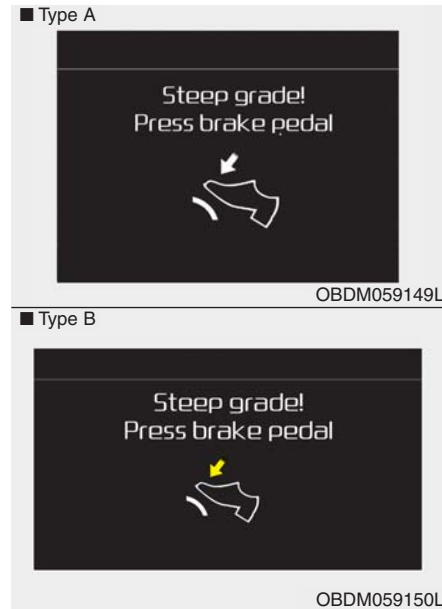 ■ Type A
Steep grade!
Press brake pedal
OBDM059149L
■ Type B
Steep grade!
Press brake pedal
OBDM059150L